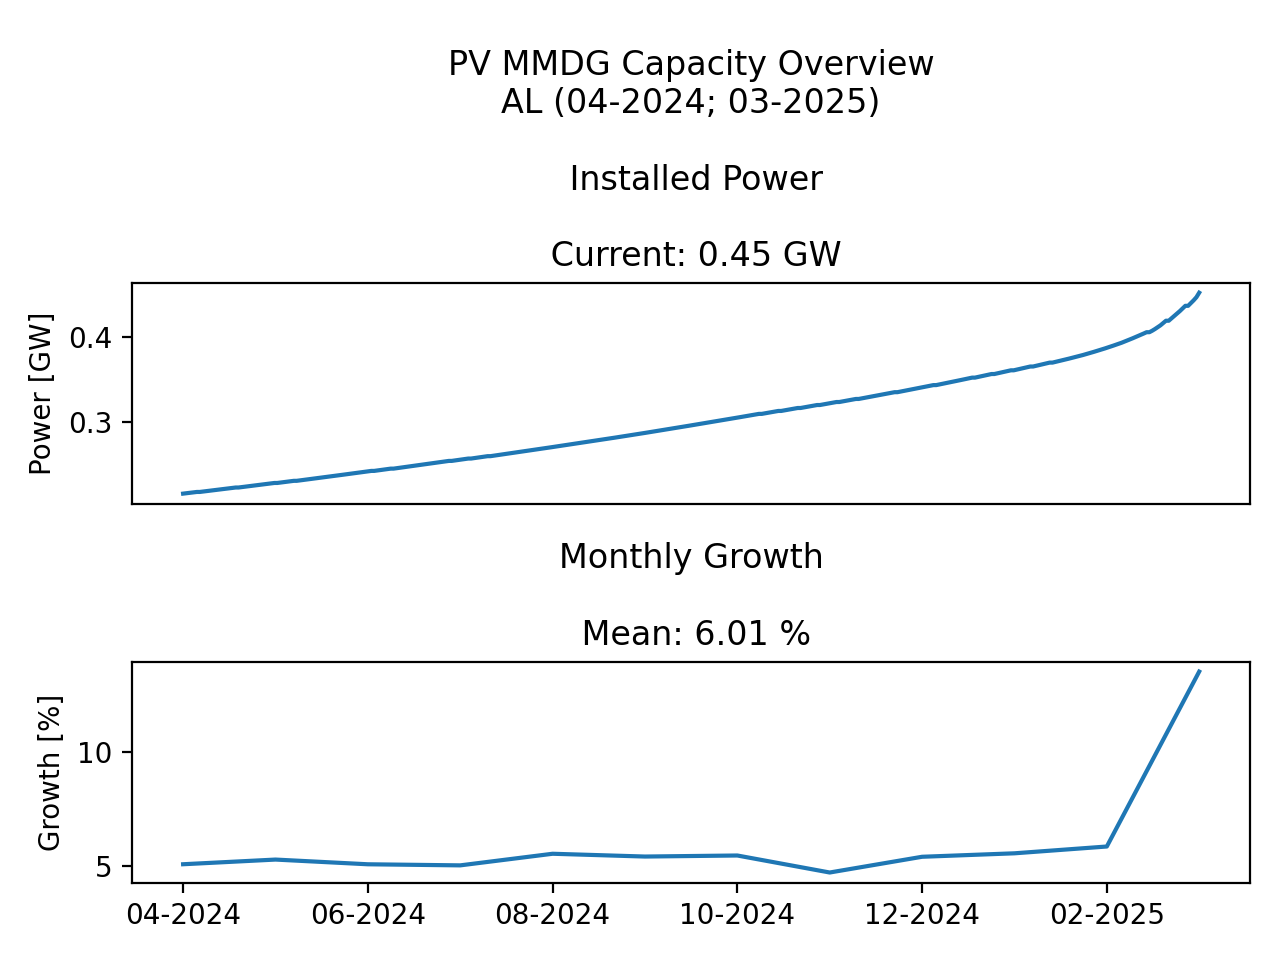 PV MMDG Capacity Overview
AL (04-2024; 03-2025)
Installed Power
Current: 0.45 GW
Power [GW]
0.4
0.3
Monthly Growth
Mean: 6.01 %
Growth [%]
10
5
04-2024 06-2024 08-2024 10-2024 12-2024 02-2025